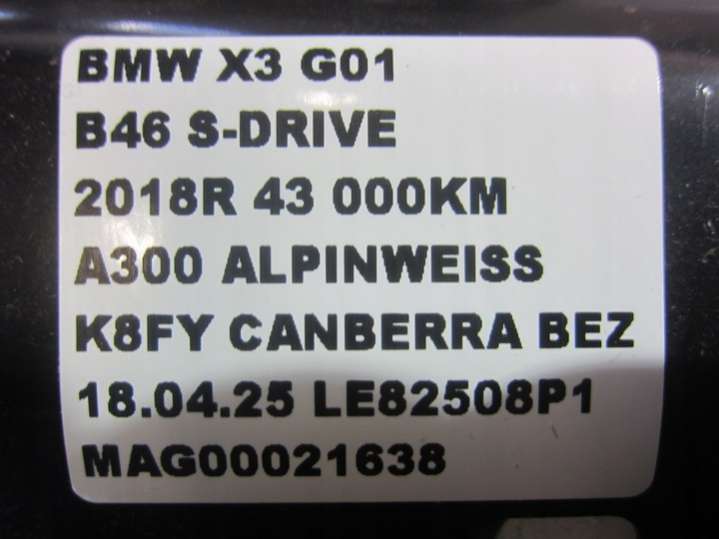 BMW X3 G01
B46 S-DRIVE
2018R 43 000KM
A300 ALPINWEISS
K8FY CANBERRA BEZ
18.04.25 LE82508P1
MAG00021638